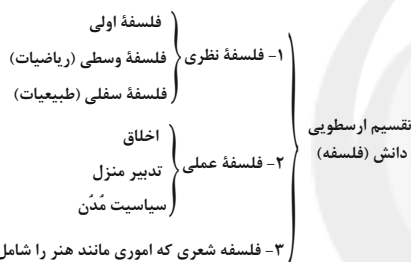 تقسیم ارسطویی
دانش (فلسفه)
۱- فلسفهٔ نظری
فلسفهٔ اولی
فلسفهٔ وسطی (ریاضیات)
فلسفهٔ سفلی (طبیعیات)
۲- فلسفهٔ عملی
اخلاق
تدبیر منزل
سیاسیت مُدُن
۳- فلسفه شعری که اموری مانند هنر را شامل